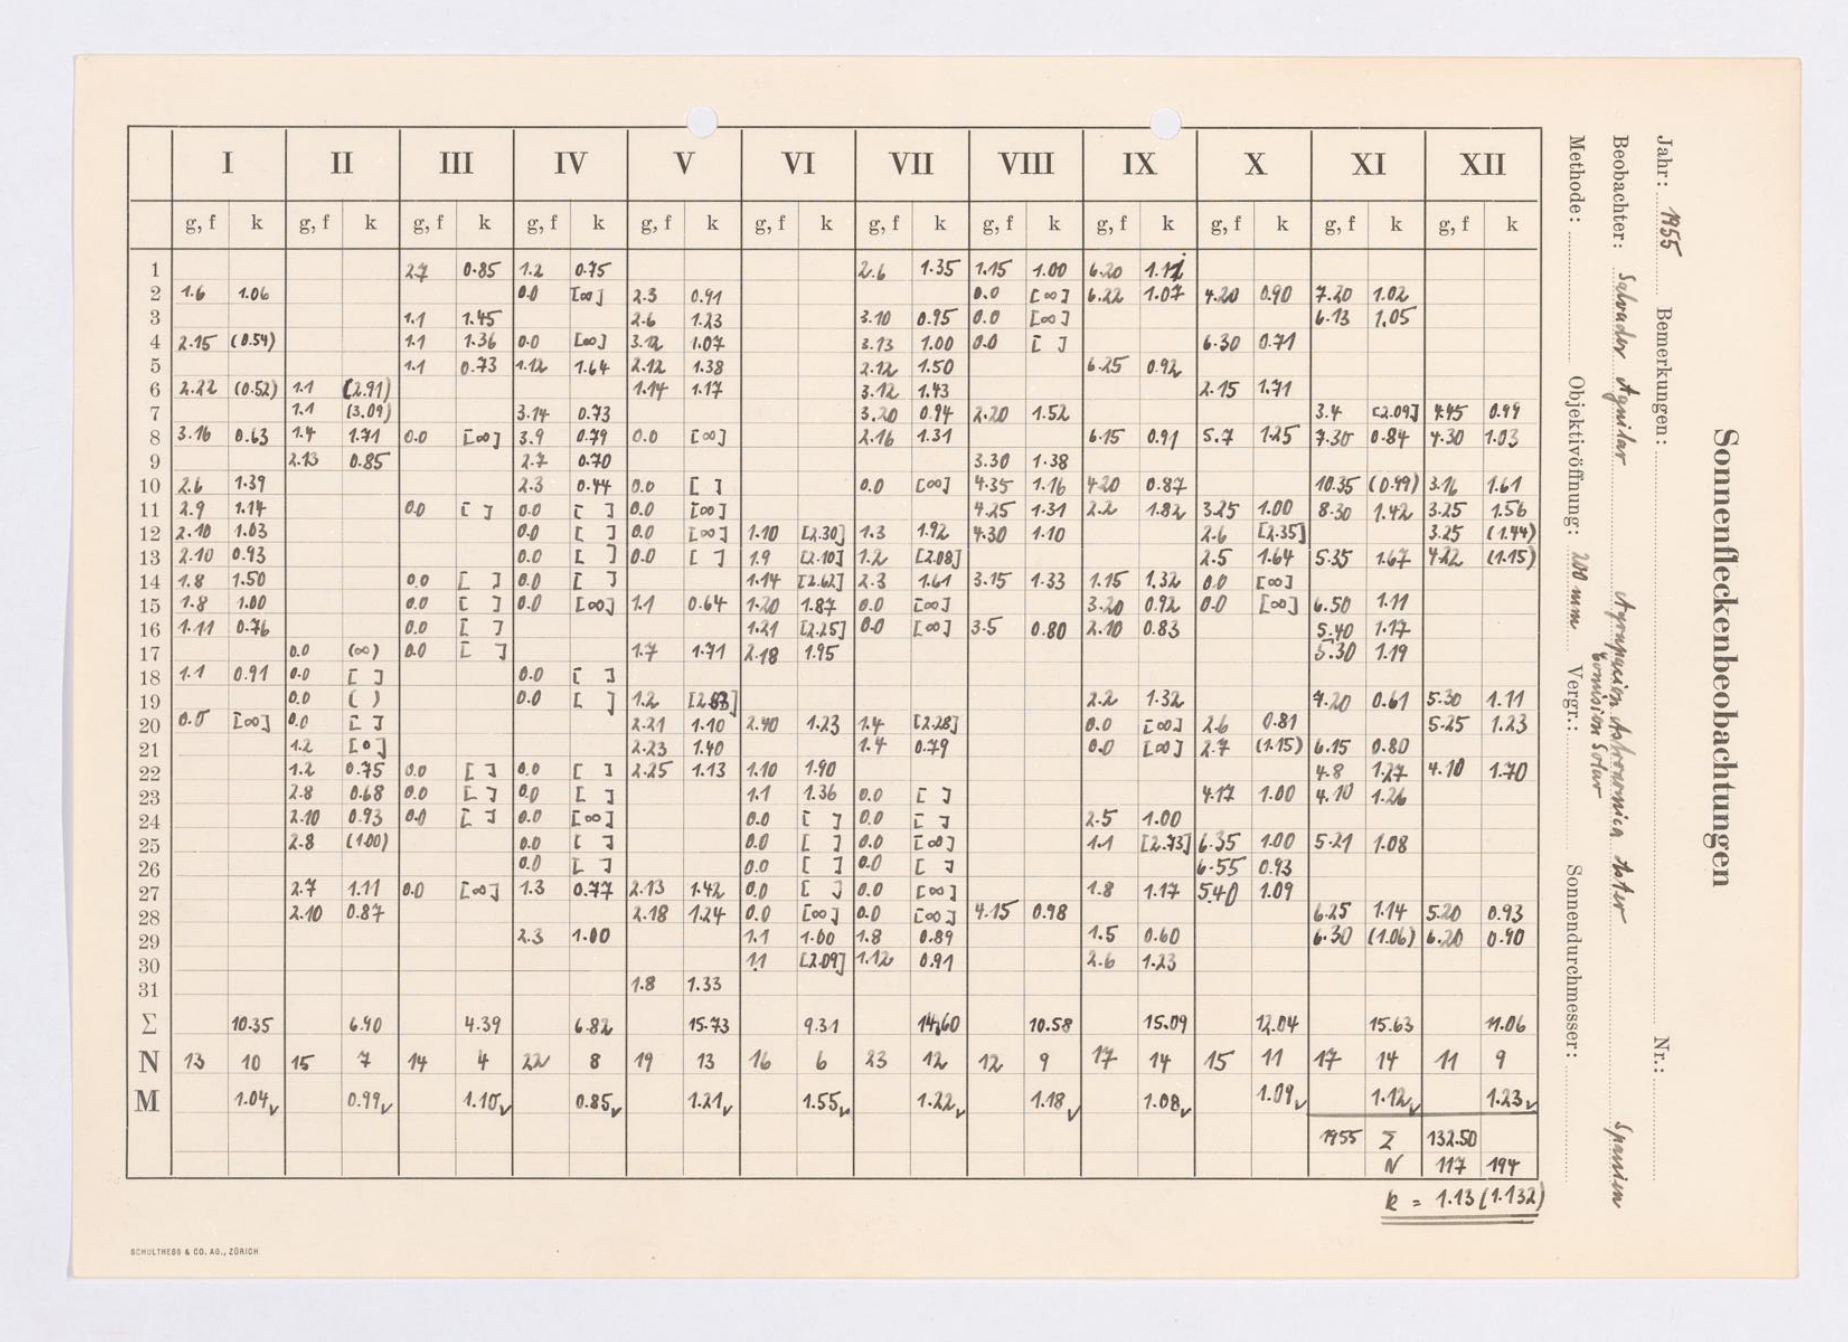 I II III IV V VI VII VIII IX X XI XII
g, f k g, f k g, f k g, f k g, f k g, f k g, f k g, f k g, f k g, f k g, f k g, f k
1 2.7 0.85 1.2 0.75 2.6 1.35 1.15 1.00 6.20 1.11
2 1.6 1.06 0.0 [∞] 2.3 0.91 0.0 [∞] 6.22 1.07 4.20 0.90 7.20 1.02
3 1.1 1.45 2.6 1.23 3.10 0.95 0.0 [∞] 6.13 1.05
4 2.15 (0.54) 1.1 1.36 0.0 [∞] 3.12 1.07 3.13 1.00 0.0 [ ] 6.30 0.71
5 1.1 0.73 1.12 1.64 2.12 1.38 2.12 1.50 6.25 0.92
6 2.22 (0.52) 1.1 (2.91) 1.14 1.17 3.12 1.43 2.15 1.71
7 1.1 (3.09) 3.14 0.73 3.20 0.94 2.20 1.52 3.4 [2.09] 4.45 0.99
8 3.16 0.63 1.4 1.71 0.0 [∞] 3.9 0.79 0.0 [∞] 2.16 1.31 6.15 0.91 5.7 1.25 7.30 0.84 4.30 1.03
9 2.13 0.85 2.7 0.70 3.30 1.38
10 2.6 1.39 2.3 0.44 0.0 [ ] 0.0 [∞] 4.35 1.16 4.20 0.87 10.35 (0.99) 3.16 1.61
11 2.9 1.14 0.0 [ ] 0.0 [ ] 0.0 [∞] 4.25 1.31 2.2 1.82 3.25 1.00 8.30 1.42 3.25 1.56
12 2.10 1.03 0.0 [ ] 0.0 [∞] 1.10 [2.30] 1.3 1.92 4.30 1.10 2.6 [2.35] 3.25 (1.44)
13 2.10 0.93 0.0 [ ] 0.0 [ ] 1.9 [2.10] 1.2 [2.08] 2.5 1.64 5.35 1.67 4.22 (1.15)
14 1.8 1.50 0.0 [ ] 0.0 [ ] 1.14 [2.62] 2.3 1.61 3.15 1.33 1.15 1.32 0.0 [∞]
15 1.8 1.00 0.0 [ ] 0.0 [∞] 1.1 0.64 1.20 1.87 0.0 [∞] 3.20 0.92 0.0 [∞] 6.50 1.11
16 1.11 0.76 0.0 [ ] 1.21 [2.25] 0.0 [∞] 3.5 0.80 2.10 0.83 5.40 1.17
17 0.0 (∞) 0.0 [ ] 1.7 1.71 2.18 1.95 5.30 1.19
18 1.1 0.91 0.0 [ ] 0.0 [ ]
19 0.0 ( ) 0.0 [ ] 1.2 2.2 1.32 4.20 0.61 5.30 1.11
20 0.0 [∞] 0.0 [ ] 2.21 1.10 2.40 1.23 1.4 [2.28] 0.0 [∞] 2.6 0.81 5.25 1.23
21 1.2 [0] 2.23 1.40 1.4 0.79 0.0 [∞] 2.7 (1.15) 6.15 0.80
22 1.2 0.75 0.0 [ ] 0.0 [ ] 2.25 1.13 1.10 1.90 4.8 1.27 4.10 1.70
23 2.8 0.68 0.0 [ ] 0.0 [ ] 1.1 1.36 0.0 [ ] 4.17 1.00 4.10 1.26
24 2.10 0.93 0.0 [ ] 0.0 [∞] 0.0 [ ] 0.0 [ ] 2.5 1.00
25 2.8 (1.00) 0.0 [ ] 0.0 [ ] 0.0 [∞] 1.1 [2.73] 6.35 1.00 5.21 1.08
26 0.0 [ ] 0.0 [ ] 0.0 [ ] 6.55 0.93
27 2.7 1.11 0.0 [∞] 1.3 0.77 2.13 1.42 0.0 [ ] 0.0 [∞] 1.8 1.17 5.40 1.09
28 2.10 0.87 2.18 1.24 0.0 [∞] 0.0 [∞] 4.15 0.98 6.25 1.14 5.20 0.93
29 2.3 1.00 1.1 1.00 1.8 0.89 1.5 0.60 6.30 (1.06) 6.20 0.90
30 1.1 [2.09] 1.12 0.91 2.6 1.23
31 1.8 1.33
Σ 10.35 6.90 4.39 6.82 15.73 9.31 14.60 10.58 15.09 12.04 15.63 11.06
N 13 10 15 7 14 4 22 8 19 13 16 6 23 12 12 9 17 14 15 11 17 14 11 9
M 1.04✓ 0.99✓ 1.10✓ 0.85✓ 1.21✓ 1.55✓ 1.22✓ 1.18✓ 1.08✓ 1.09✓ 1.12✓ 1.23✓
1955 Σ 132.50
N 117 194
k = 1.13 (1.132)
SCHULTHESS & CO. AG., ZÜRICH
Sonnenfleckenbeobachtungen
Jahr: 1955 Bemerkungen: Nr.:
Beobachter: Salvador Aguilar Agrupacion Astronomica Aster Spanien
Comision Solar
Methode: Objektivöffnung: 200 mm Vergr.: Sonnendurchmesser: